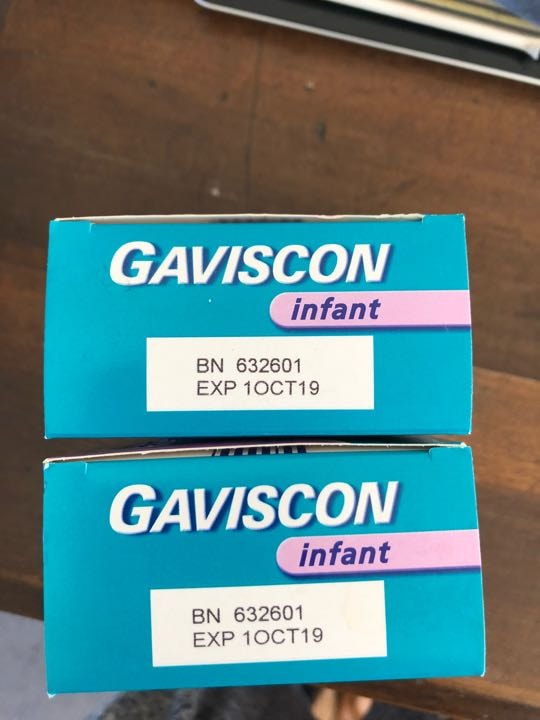 GAVISCON
infant
BN 632601
EXP 1OCT19
GAVISCON
infant
BN 632601
EXP 1OCT19